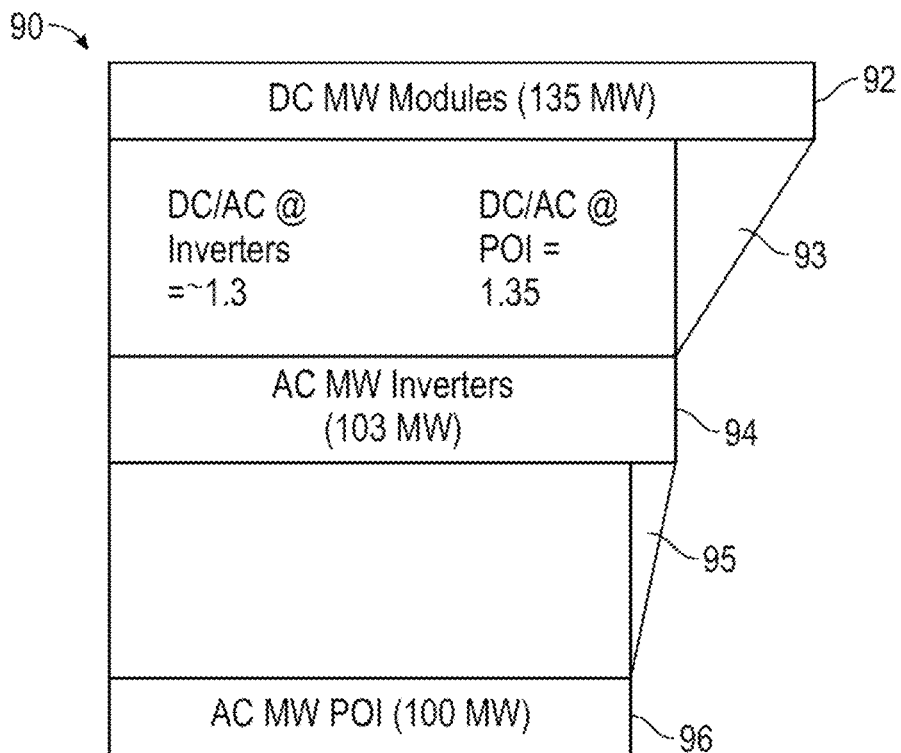 90
DC MW Modules (135 MW)
92
DC/AC @
Inverters
=~1.3
DC/AC @
POI =
1.35
93
AC MW Inverters
(103 MW)
94
95
AC MW POI (100 MW)
96